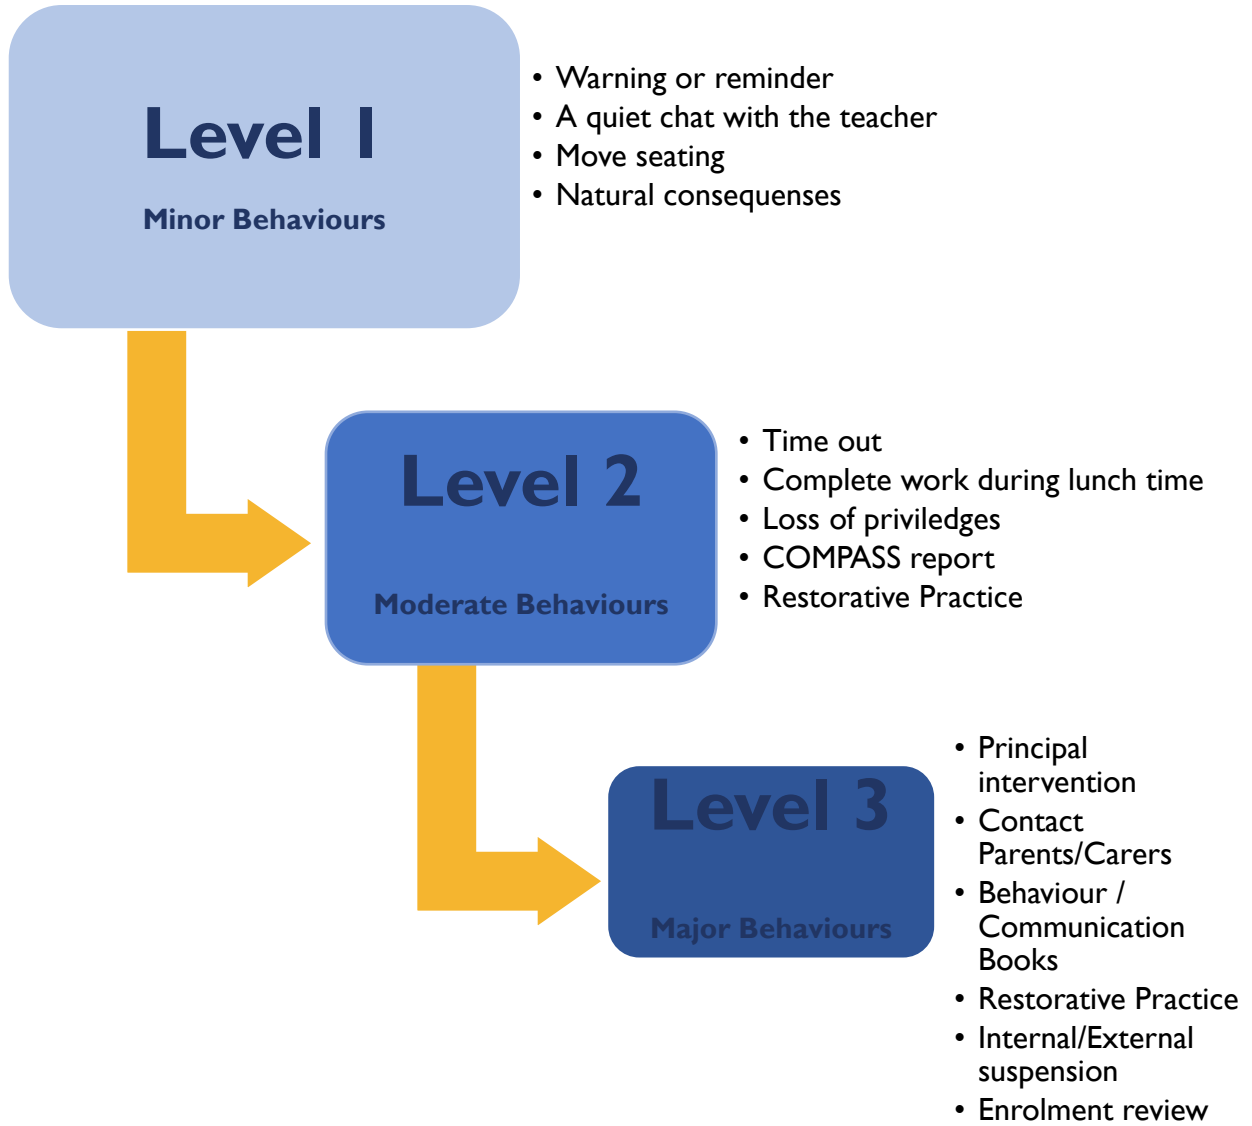 Level 1
Minor Behaviours
• Warning or reminder
• A quiet chat with the teacher
• Move seating
• Natural consequenses
Level 2
Moderate Behaviours
• Time out
• Complete work during lunch time
• Loss of priviledges
• COMPASS report
• Restorative Practice
Level 3
Major Behaviours
• Principal
intervention
• Contact
Parents/Carers
• Behaviour /
Communication
Books
• Restorative Practice
• Internal/External
suspension
• Enrolment review